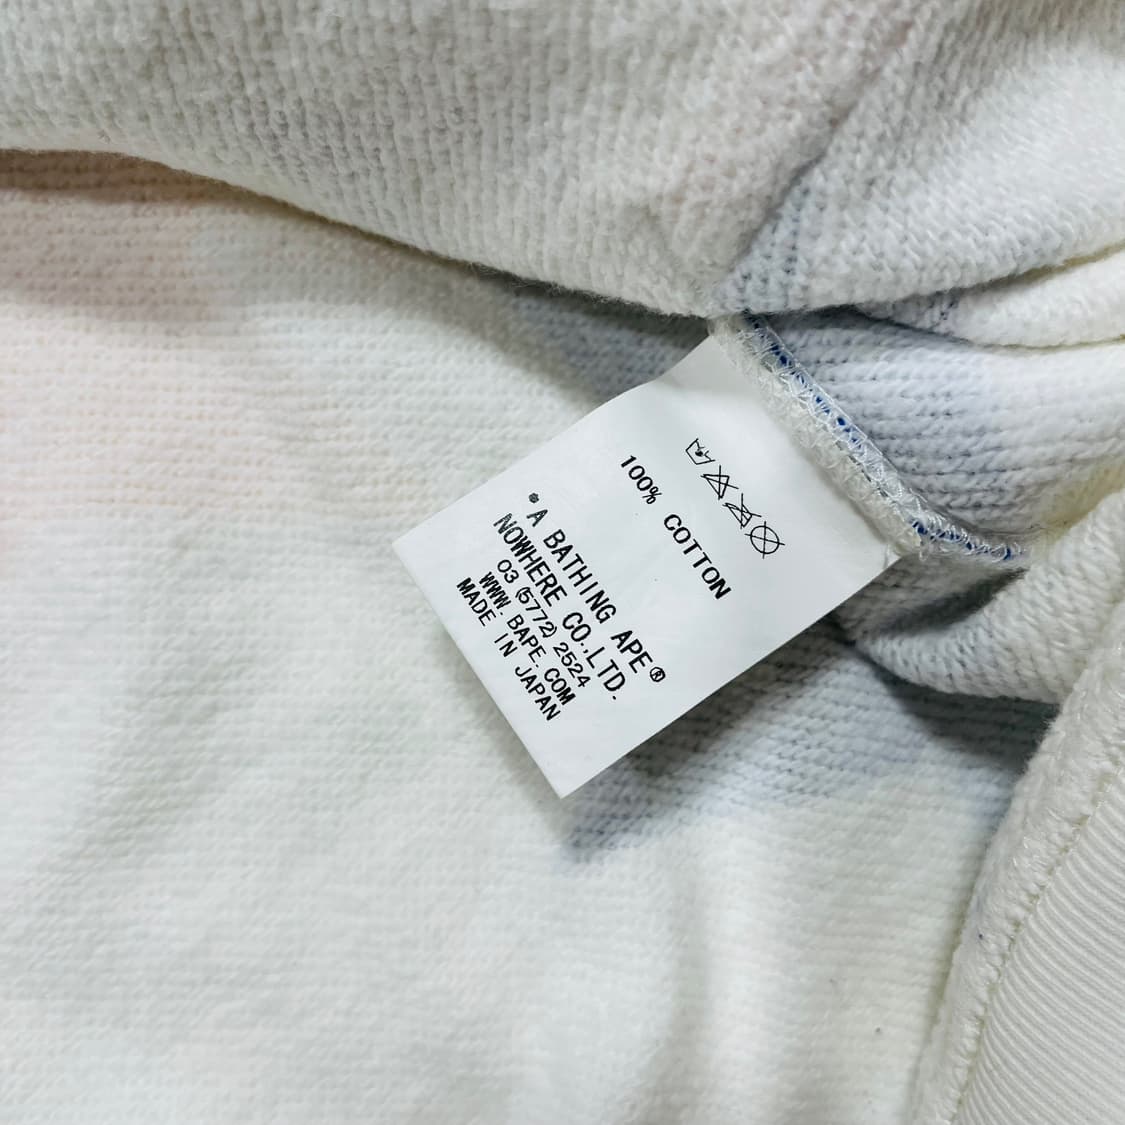 100% COTTON
A BATHING APE®
NOWHERE CO.,LTD.
03 (5772) 2524
WWW.BAPE.COM
MADE IN JAPAN